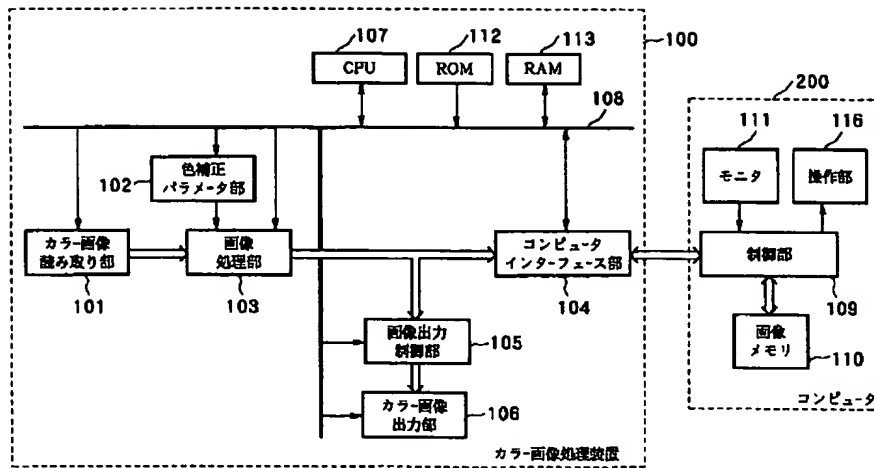 107
112
113
100
CPU
ROM
RAM
108
200
111
116
モニタ
操作部
102
色補正
パラメータ部
カラー画像
読み取り部
101
画像
処理部
103
コンピュータ
インターフェース部
104
制御部
109
画像出力
制御部
105
画像
メモリ
110
カラー画像
出力部
106
コンピュータ
カラー画像処理装置